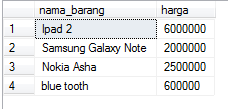 nama_barang harga
1 Ipad 2 6000000
2 Samsung Galaxy Note 2000000
3 Nokia Asha 2500000
4 blue tooth 600000